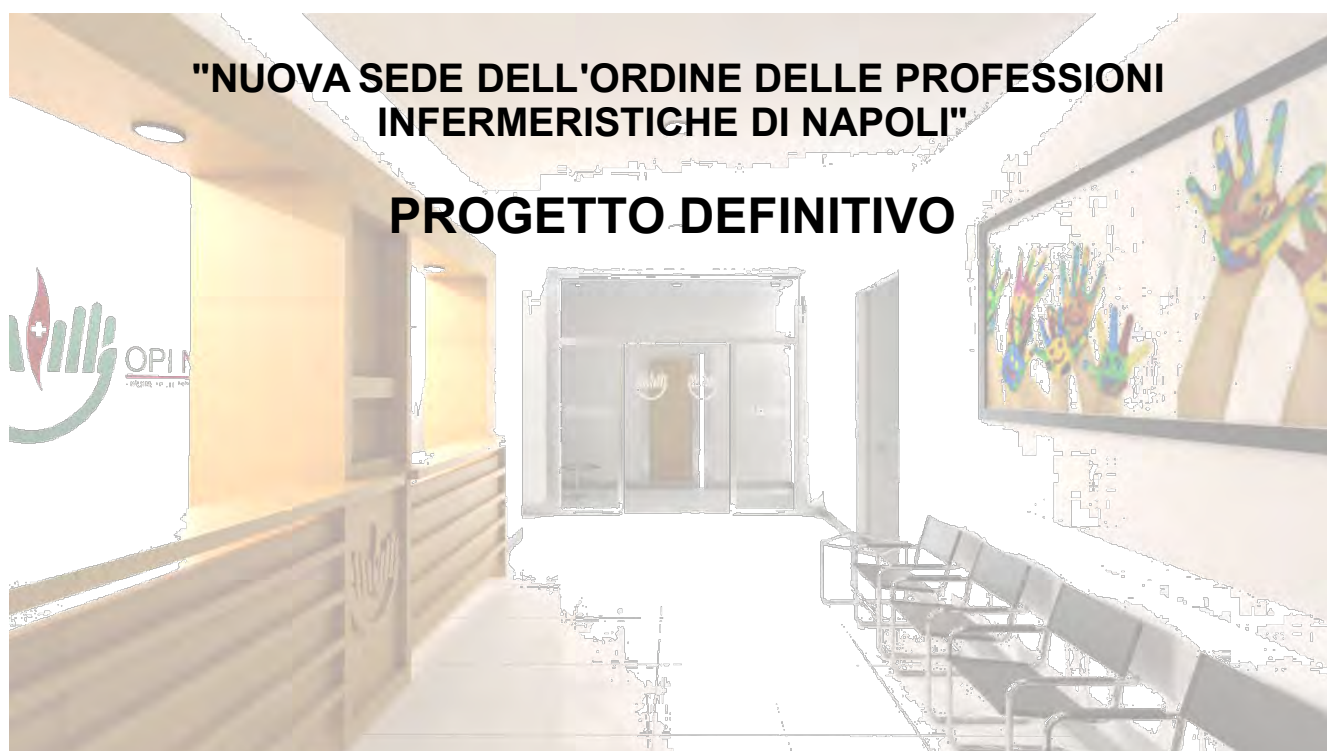 "NUOVA SEDE DELL'ORDINE DELLE PROFESSIONI
INFERMERISTICHE DI NAPOLI"
PROGETTO DEFINITIVO
OPI N